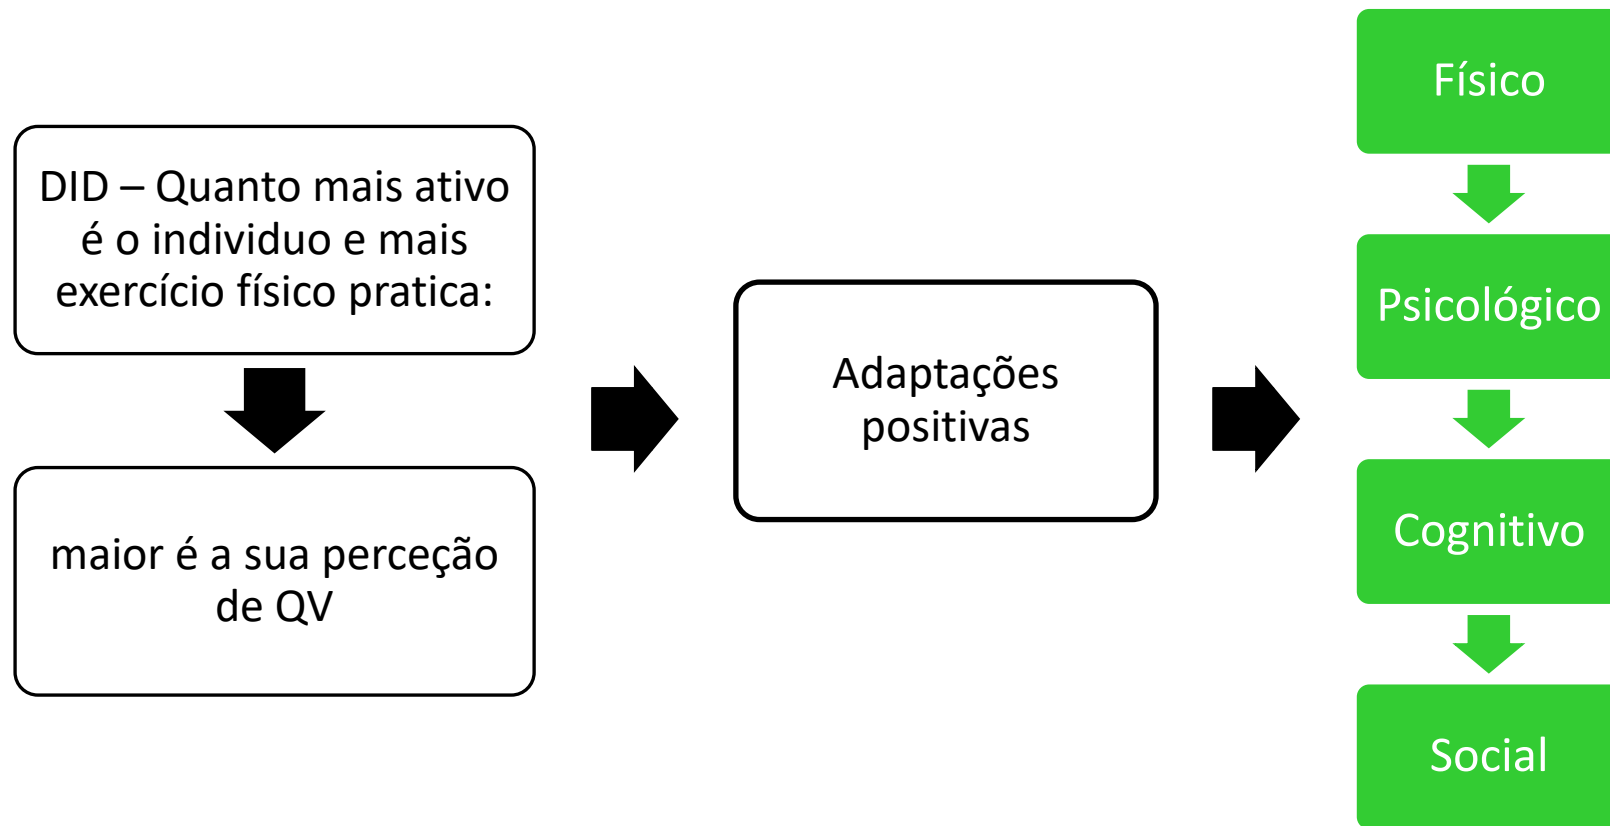 DID – Quanto mais ativo
é o individuo e mais
exercício físico pratica:
maior é a sua perceção
de QV
Adaptações
positivas
Físico
Psicológico
Cognitivo
Social